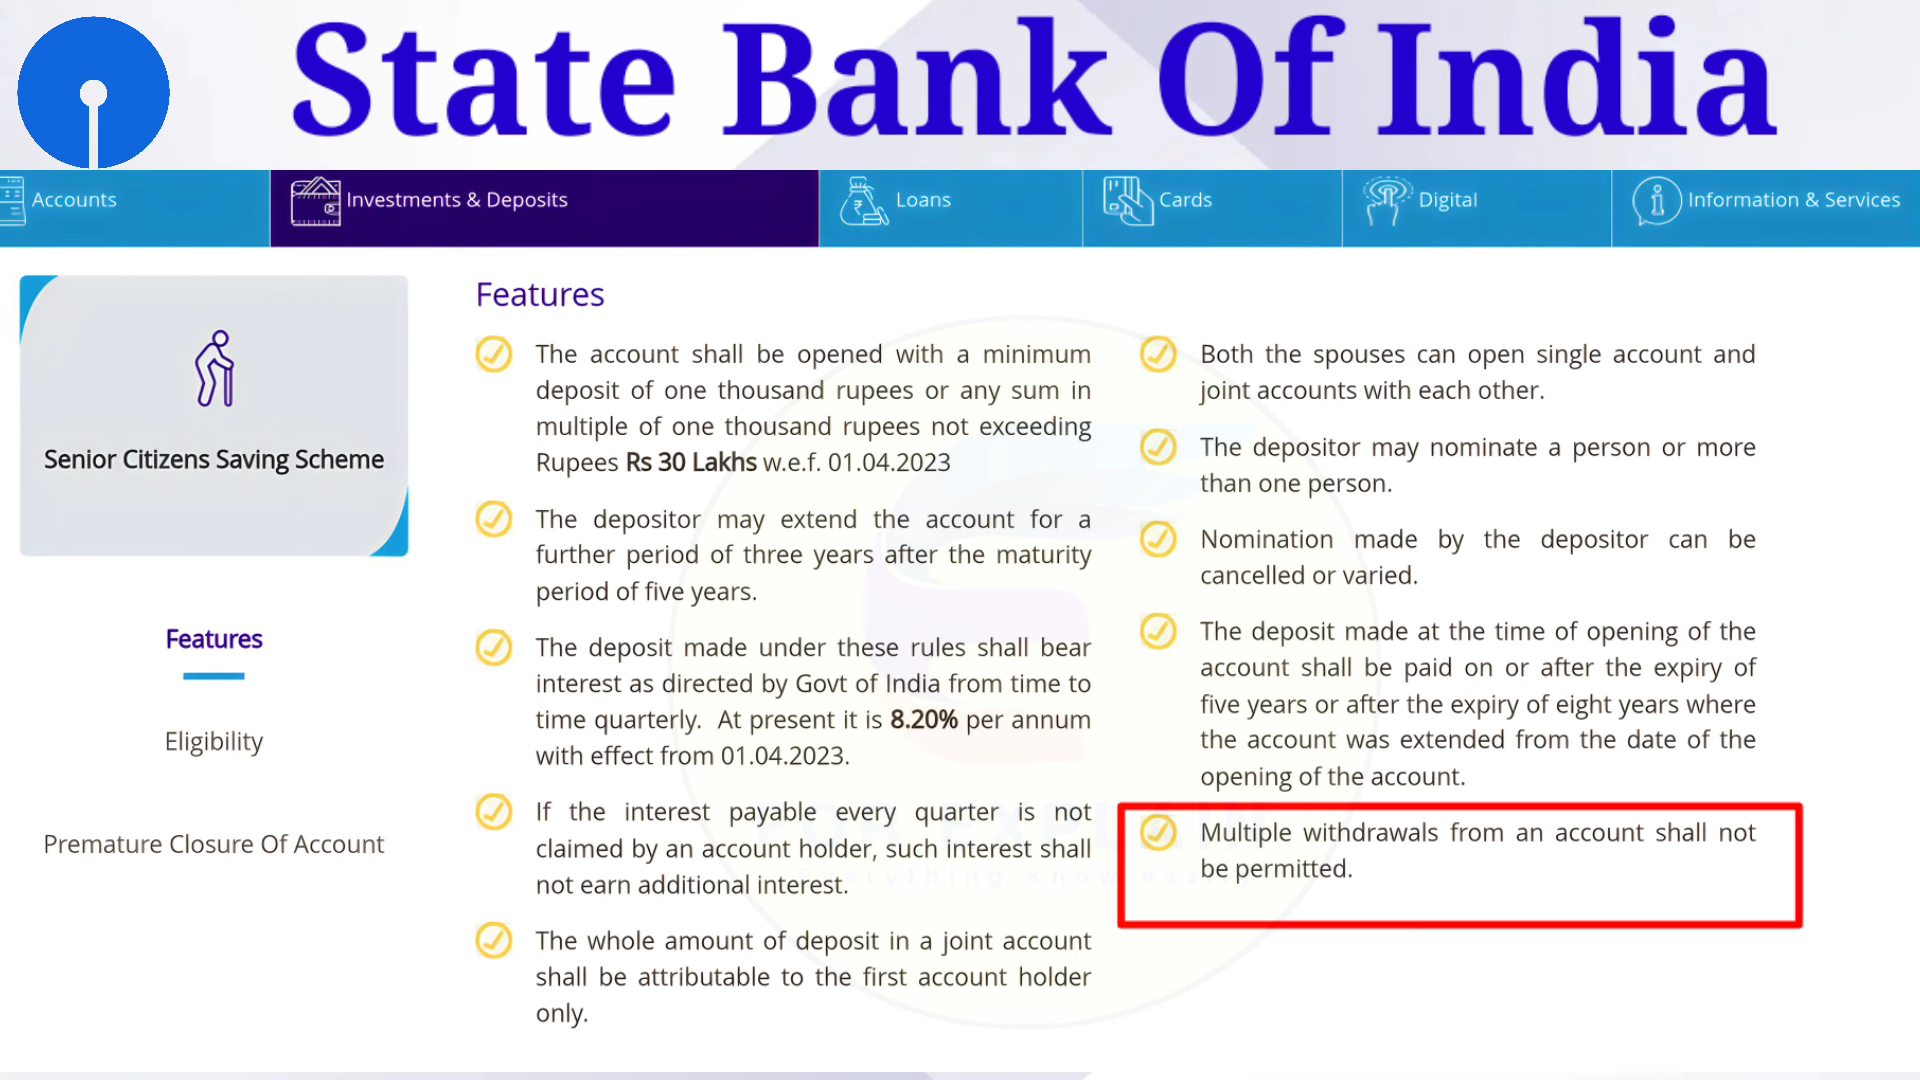 State Bank Of India
Accounts
Investments & Deposits
Loans
Cards
Digital
Information & Services
Senior Citizens Saving Scheme
Features
Eligibility
Premature Closure Of Account
Features
The account shall be opened with a minimum
deposit of one thousand rupees or any sum in
multiple of one thousand rupees not exceeding
Rupees Rs 30 Lakhs w.e.f. 01.04.2023
The depositor may extend the account for a
further period of three years after the maturity
period of five years.
The deposit made under these rules shall bear
interest as directed by Govt of India from time to
time quarterly. At present it is 8.20% per annum
with effect from 01.04.2023.
If the interest payable every quarter is not
claimed by an account holder, such interest shall
not earn additional interest.
The whole amount of deposit in a joint account
shall be attributable to the first account holder
only.
Both the spouses can open single account and
joint accounts with each other.
The depositor may nominate a person or more
than one person.
Nomination made by the depositor can be
cancelled or varied.
The deposit made at the time of opening of the
account shall be paid on or after the expiry of
five years or after the expiry of eight years where
the account was extended from the date of the
opening of the account.
Multiple withdrawals from an account shall not
be permitted.